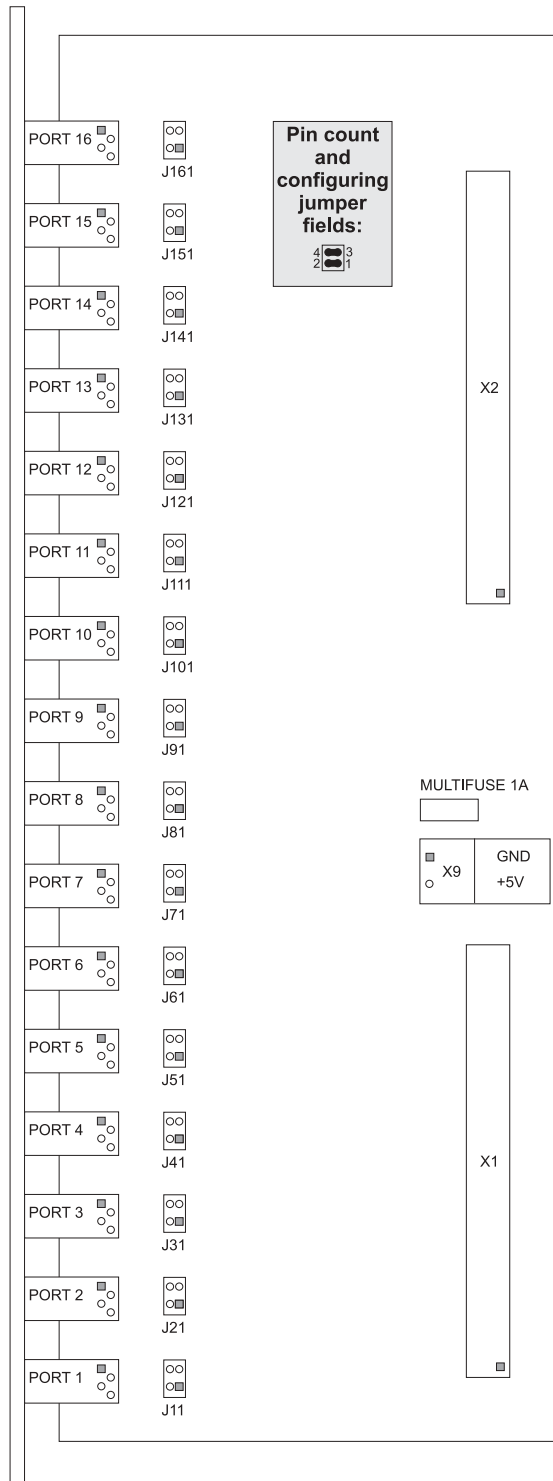 PORT 16
J161
Pin count
and
configuring
jumper
fields:
4 3
2 1
PORT 15
J151
PORT 14
J141
PORT 13
J131
X2
PORT 12
J121
PORT 11
J111
PORT 10
J101
PORT 9
J91
MULTIFUSE 1A
PORT 8
J81
X9
GND
+5V
PORT 7
J71
PORT 6
J61
PORT 5
J51
PORT 4
J41
X1
PORT 3
J31
PORT 2
J21
PORT 1
J11